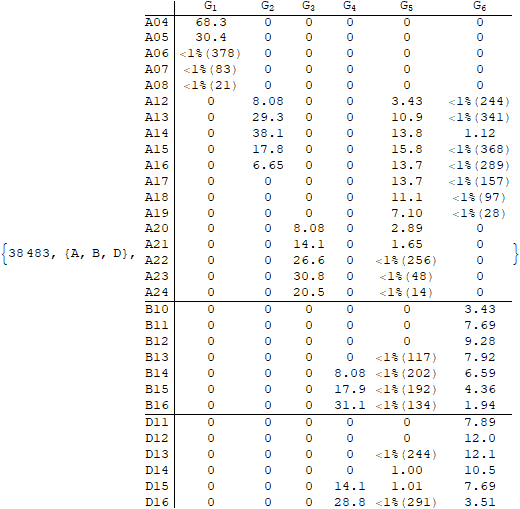 G1 G2 G3 G4 G5 G6
A04 68.3 0 0 0 0 0
A05 30.4 0 0 0 0 0
A06 <1%(378) 0 0 0 0 0
A07 <1%(83) 0 0 0 0 0
A08 <1%(21) 0 0 0 0 0
A12 0 8.08 0 0 3.43 <1%(244)
A13 0 29.3 0 0 10.9 <1%(341)
A14 0 38.1 0 0 13.8 1.12
A15 0 17.8 0 0 15.8 <1%(368)
A16 0 6.65 0 0 13.7 <1%(289)
A17 0 0 0 0 13.7 <1%(157)
A18 0 0 0 0 11.1 <1%(97)
A19 0 0 0 0 7.10 <1%(28)
A20 0 0 8.08 0 2.89 0
A21 0 0 14.1 0 1.65 0
{38 483, {A, B, D}, A22 0 0 26.6 0 <1%(256) 0 }
A23 0 0 30.8 0 <1%(48) 0
A24 0 0 20.5 0 <1%(14) 0
B10 0 0 0 0 0 3.43
B11 0 0 0 0 0 7.69
B12 0 0 0 0 0 9.28
B13 0 0 0 0 <1%(117) 7.92
B14 0 0 0 8.08 <1%(202) 6.59
B15 0 0 0 17.9 <1%(192) 4.36
B16 0 0 0 31.1 <1%(134) 1.94
D11 0 0 0 0 0 7.89
D12 0 0 0 0 0 12.0
D13 0 0 0 0 <1%(244) 12.1
D14 0 0 0 0 1.00 10.5
D15 0 0 0 14.1 1.01 7.69
D16 0 0 0 28.8 <1%(291) 3.51